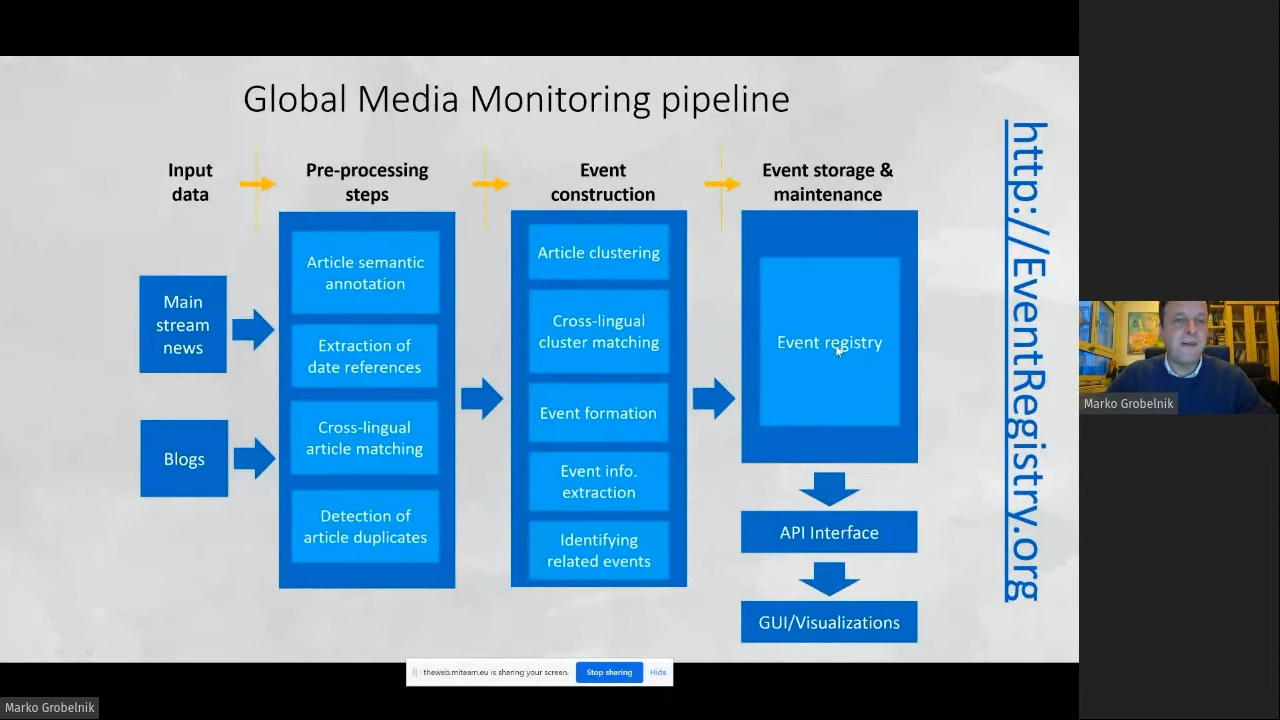 Global Media Monitoring pipeline
Input
data
Pre-processing
steps
Event
construction
Event storage &
maintenance
Main
stream
news
Blogs
Article semantic
annotation
Extraction of
date references
Cross-lingual
article matching
Detection of
article duplicates
Article clustering
Cross-lingual
cluster matching
Event formation
Event info.
extraction
Identifying
related events
Event registry
API Interface
GUI/Visualizations
http://EventRegistry.org
Marko Grobelnik
theweb.miteam.eu is sharing your screen.
Stop sharing
Hide
Marko Grobelnik